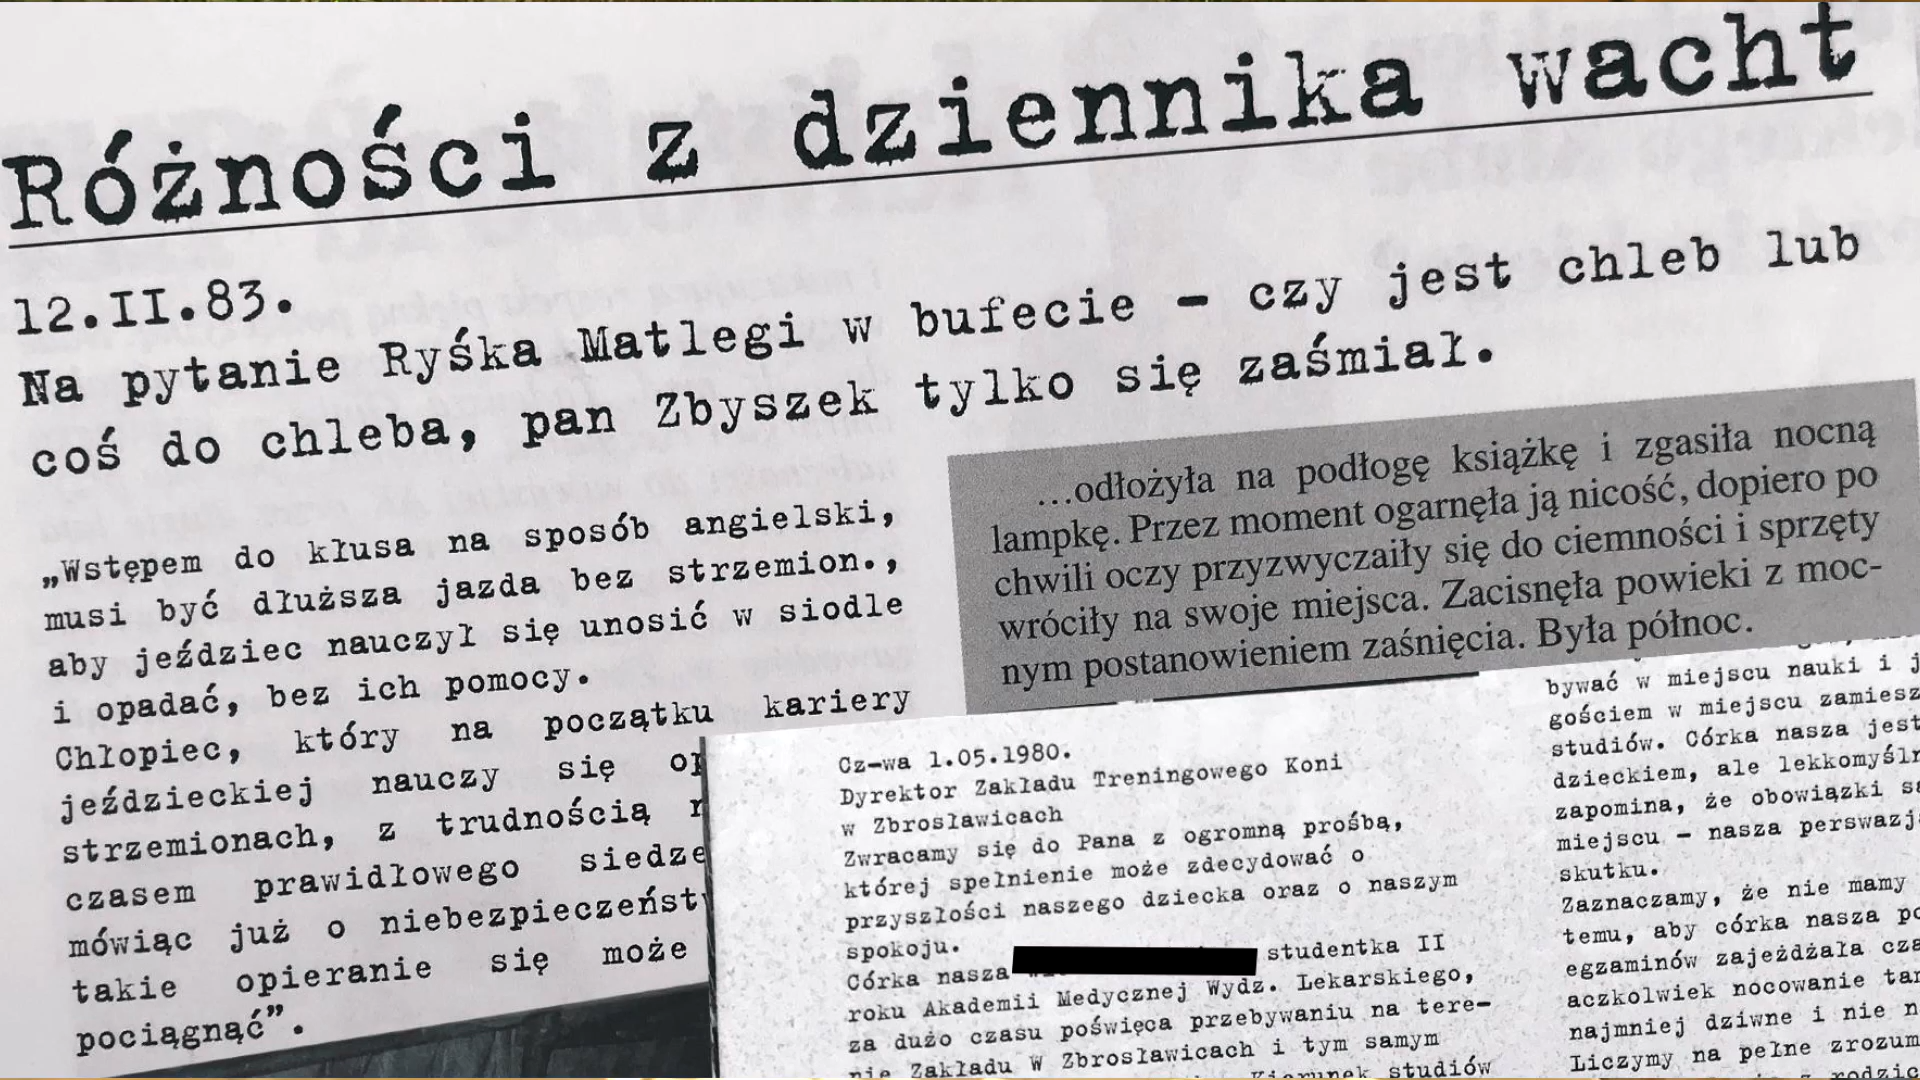 Różności z dziennika wacht
12.II.83.
Na pytanie Ryśka Matlegi w bufecie – czy jest chleb lub
coś do chleba, pan Zbyszek tylko się zaśmiał.
„Wstępem do kłusa na sposób angielski,
musi być dłuższa jazda bez strzemion.,
aby jeździec nauczył się unosić w siodle
i opadać, bez ich pomocy.
Chłopiec, który na początku kariery
jeździeckiej nauczy się
strzemionach, z trudnością
czasem prawidłowego
mówiąc już o
takie opieranie się może
pociągnąć”.
...odłożyła na podłogę książkę i zgasiła nocną
lampkę. Przez moment ogarnęła ją nicość, dopiero po
chwili oczy przyzwyczaiły się do ciemności i sprzęty
wróciły na swoje miejsca. Zacisnęła powieki z moc-
nym postanowieniem zaśnięcia. Była północ.
Cz-wa 1.05.1980.
Dyrektor Zakładu Treningowego Koni
w Zbrosławicach
Zwracamy się do Pana z ogromną prośbą,
której spełnienie może zdecydować o
przyszłości naszego dziecka oraz o naszym
spokoju.
Córka nasza studentka II
roku Akademii Medycznej Wydz. Lekarskiego,
za dużo czasu poświęca przebywaniu na tere-
nie Zakładu W Zbrosławicach i tym samym
Kierunek studiów
bywać w miejscu nauki i
gościem w miejscu
studiów. Córka nasza jest
dzieckiem, ale
zapomina, że obowiązki
miejscu – nasza
skutku.
Zaznaczamy, że nie mamy
temu, aby córka nasza
egzaminów zajeżdżała
aczkolwiek nocowanie
najmniej dziwne i nie
Liczymy na pełne